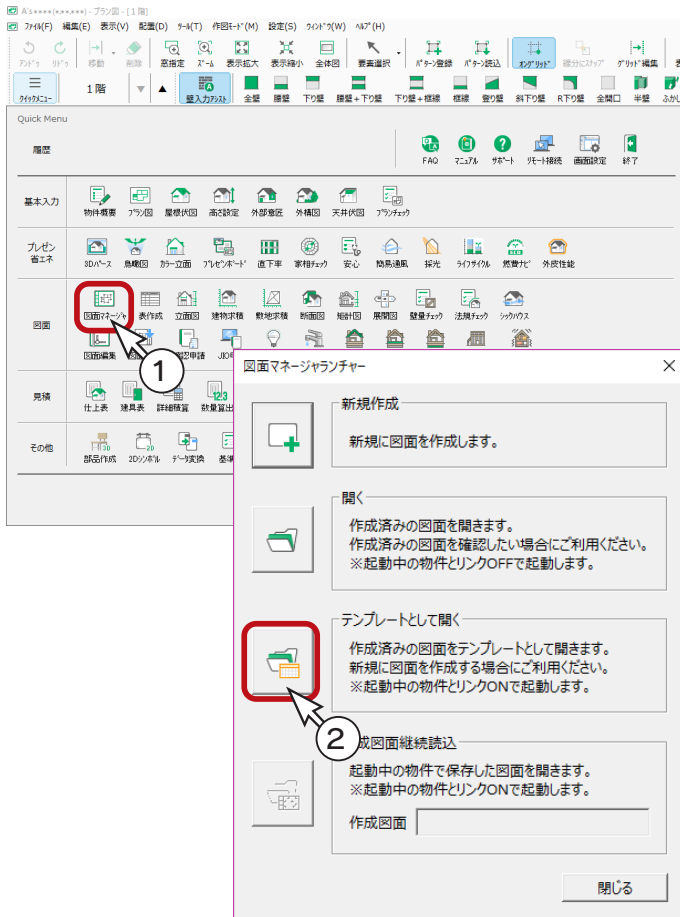 A's****(*,**,***) - プラン図 - [1 階]
ファイル(F) 編集(E) 表示(V) 配置(D) ツール(T) 作図モード(M) 設定(S) ウィンドウ(W) ヘルプ(H)
アンドゥ リドゥ 移動 削除 窓指定 ズーム 表示拡大 表示縮小 全体図 要素選択 パターン登録 パターン読込 オングリッド 線分にスナップ グリッド編集
クイックメニュー 1 階 壁入力アシスト 全壁 腰壁 下り壁 腰壁+下り壁 下り壁+框線 框線 登り壁 斜下り壁 R下り壁 全開口 半壁
Quick Menu
履歴
FAQ マニュアル サポート リモート接続 画面設定 終了
基本入力
物件概要 プラン図 屋根伏図 高さ設定 外部意匠 外構図 天井伏図 プランチェック
プレゼン
省エネ
3Dパース 鳥瞰図 カラー立面 プレゼンボード 直下率 家相チェック 安心 簡易通風 採光 ライフサイクル 燃費ナビ 外皮性能
図面
図面マネージャ 表作成 立面図 建物求積 敷地求積 断面図 矩計図 展開図 壁量チェック 法規チェック シックハウス
図面編集
①
見積
仕上表 建具表 詳細積算 数量算出
その他
部品作成 2Dシンボル データ変換
図面マネージャランチャー
新規作成
新規に図面を作成します。
開く
作成済みの図面を開きます。
作成済みの図面を確認したい場合にご利用ください。
※起動中の物件とリンクOFFで起動します。
テンプレートとして開く
作成済みの図面をテンプレートとして開きます。
新規に図面を作成する場合にご利用ください。
※起動中の物件とリンクONで起動します。
②
成図面継続読込
起動中の物件で保存した図面を開きます。
※起動中の物件とリンクONで起動します。
作成図面
閉じる